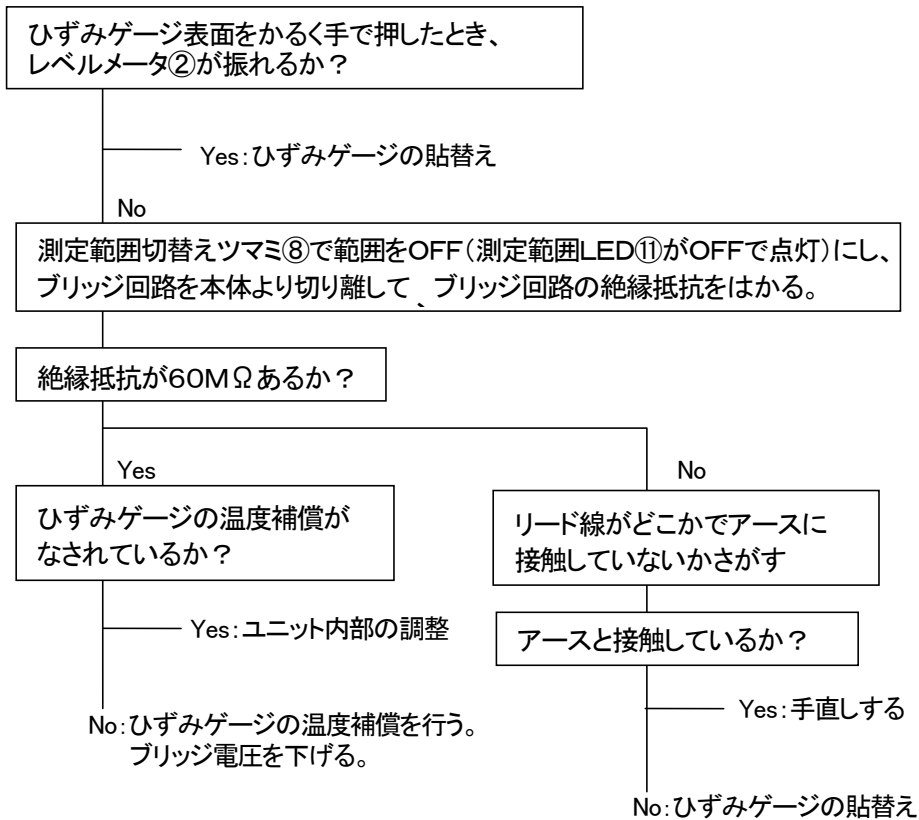 ひずみゲージ表面をかるく手で押したとき、
レベルメータ②が振れるか？
Yes:ひずみゲージの貼替え
No
測定範囲切替えツマミ⑧で範囲をOFF(測定範囲LED⑪がOFFで点灯)にし、
ブリッジ回路を本体より切り離して、ブリッジ回路の絶縁抵抗をはかる。
絶縁抵抗が60MΩあるか？
Yes
No
ひずみゲージの温度補償が
なされているか？
リード線がどこかでアースに
接触していないかさがす
Yes:ユニット内部の調整
アースと接触しているか？
No:ひずみゲージの温度補償を行う。
ブリッジ電圧を下げる。
Yes:手直しする
No:ひずみゲージの貼替え